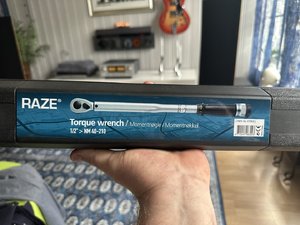 RAZE®
Torque wrench / Momentnøgle / Momentnøkkel
1/2" > NM 40-210